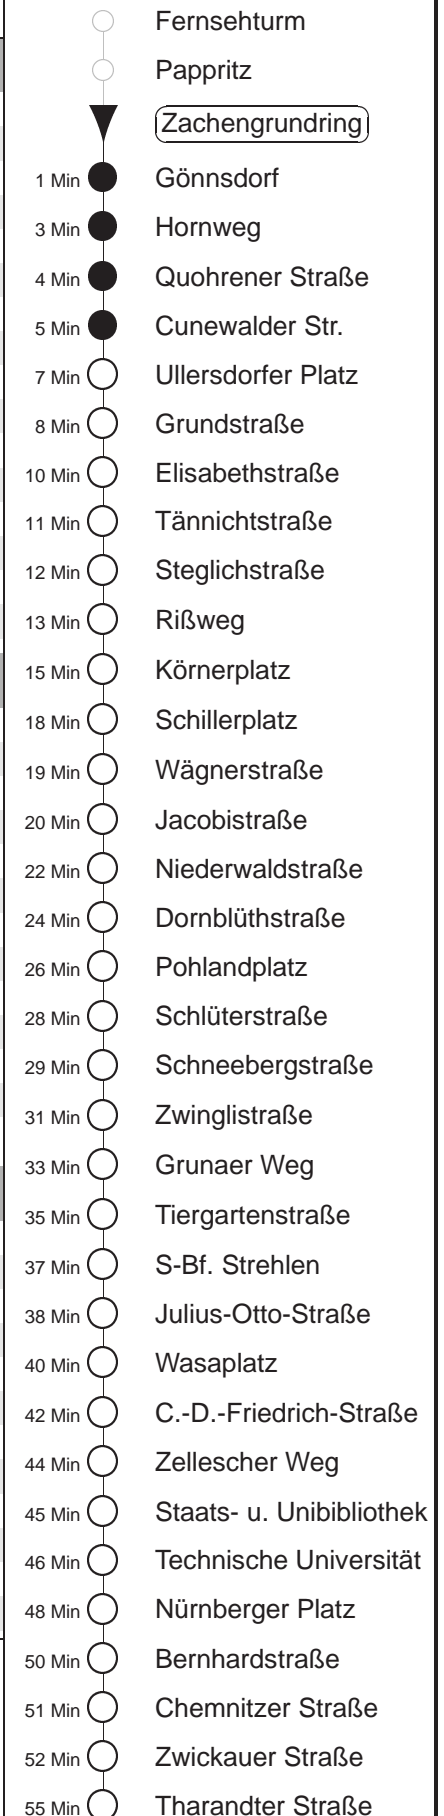 Fernsehturm
Pappritz
Zachengrundring
1 Min Gönnsdorf
3 Min Hornweg
4 Min Quohrener Straße
5 Min Cunewalder Str.
7 Min Ullersdorfer Platz
8 Min Grundstraße
10 Min Elisabethstraße
11 Min Tännichtstraße
12 Min Steglichstraße
13 Min Rißweg
15 Min Körnerplatz
18 Min Schillerplatz
19 Min Wägnerstraße
20 Min Jacobistraße
22 Min Niederwaldstraße
24 Min Dornblüthstraße
26 Min Pohlandplatz
28 Min Schlüterstraße
29 Min Schneebergstraße
31 Min Zwinglistraße
33 Min Grunaer Weg
35 Min Tiergartenstraße
37 Min S-Bf. Strehlen
38 Min Julius-Otto-Straße
40 Min Wasaplatz
42 Min C.-D.-Friedrich-Straße
44 Min Zellescher Weg
45 Min Staats- u. Unibibliothek
46 Min Technische Universität
48 Min Nürnberger Platz
50 Min Bernhardstraße
51 Min Chemnitzer Straße
52 Min Zwickauer Straße
55 Min Tharandter Straße